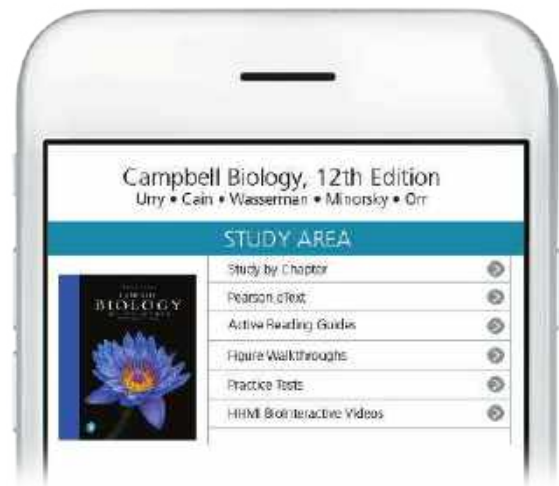 Campbell Biology, 12th Edition
Urry • Cain • Wasserman • Minorsky • Orr
STUDY AREA
Study by Chapter
Pearson eText
Active Reading Guides
Figure Walkthroughs
Practice Tests
HHMI BioInteractive Videos
CAMPBELL
BIOLOGY